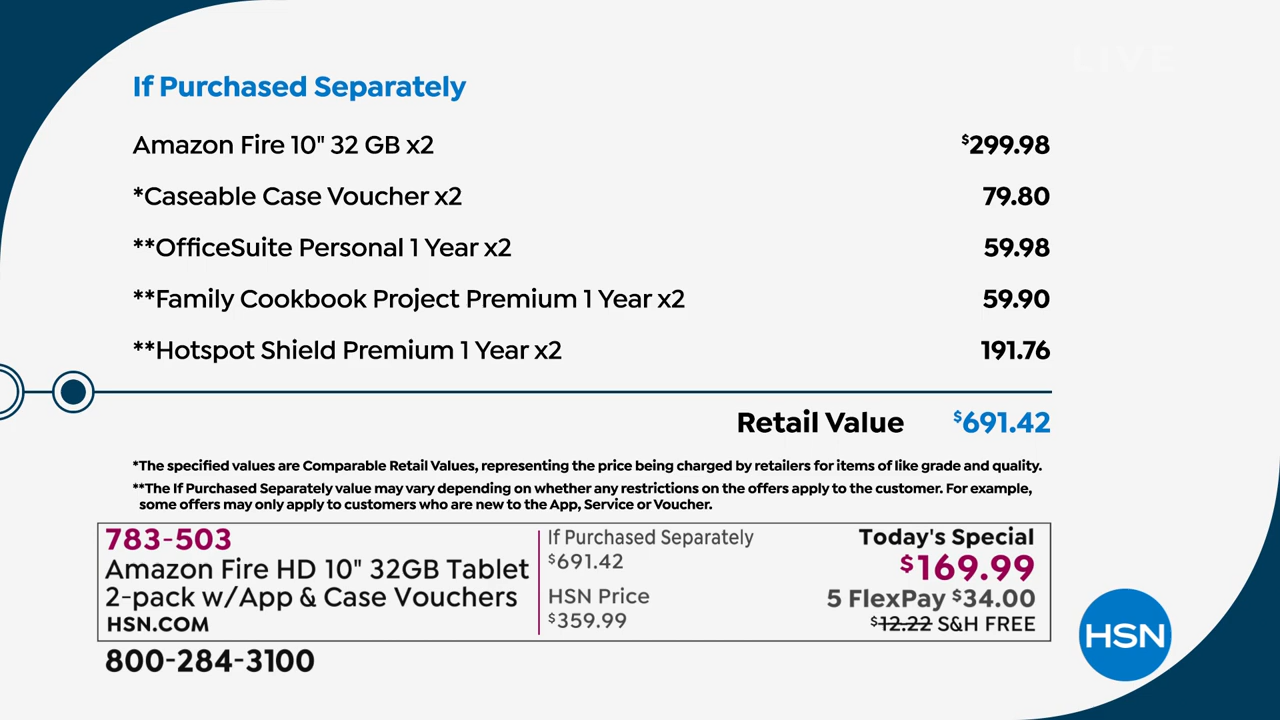 LIVE
If Purchased Separately
Amazon Fire 10" 32 GB x2 $299.98
*Caseable Case Voucher x2 79.80
**OfficeSuite Personal 1 Year x2 59.98
**Family Cookbook Project Premium 1 Year x2 59.90
**Hotspot Shield Premium 1 Year x2 191.76
Retail Value $691.42
*The specified values are Comparable Retail Values, representing the price being charged by retailers for items of like grade and quality.
**The If Purchased Separately value may vary depending on whether any restrictions on the offers apply to the customer. For example,
some offers may only apply to customers who are new to the App, Service or Voucher.
783-503
Amazon Fire HD 10" 32GB Tablet
2-pack w/App & Case Vouchers
HSN.COM
If Purchased Separately
$691.42
HSN Price
$359.99
Today's Special
$169.99
5 FlexPay $34.00
$12.22 S&H FREE
HSN
800-284-3100